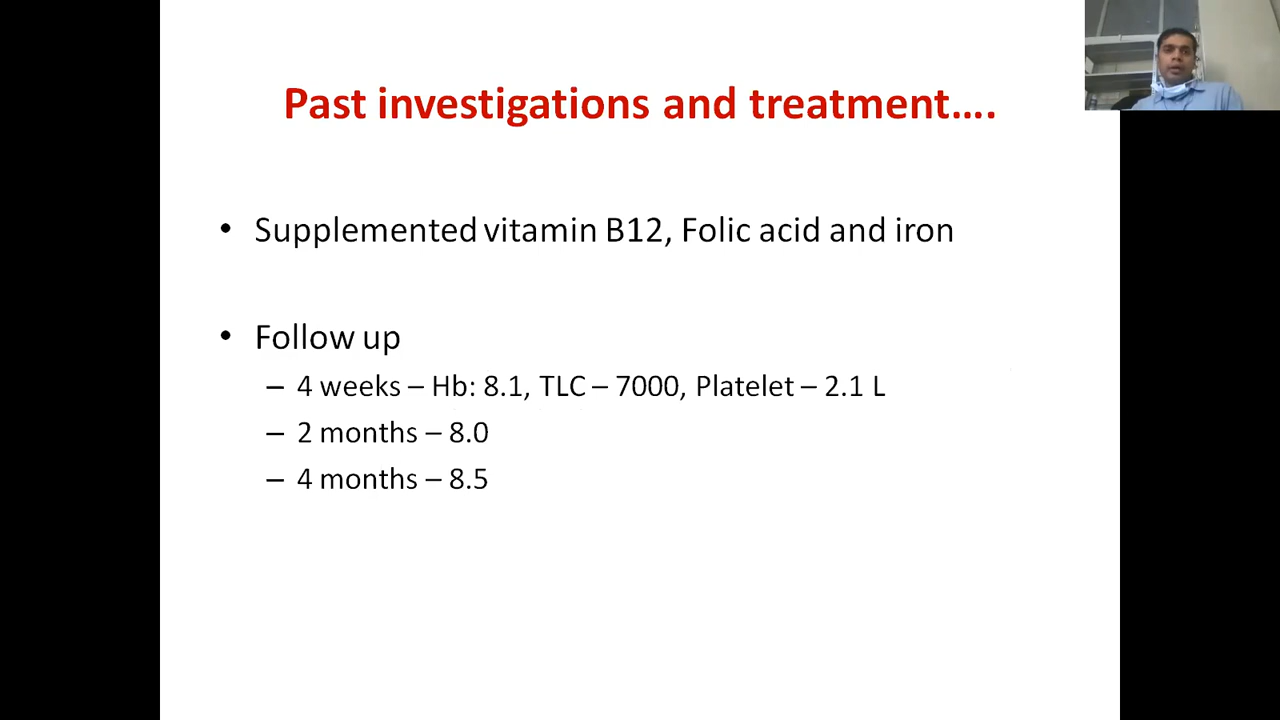 Past investigations and treatment….
• Supplemented vitamin B12, Folic acid and iron
• Follow up
– 4 weeks – Hb: 8.1, TLC – 7000, Platelet – 2.1 L
– 2 months – 8.0
– 4 months – 8.5